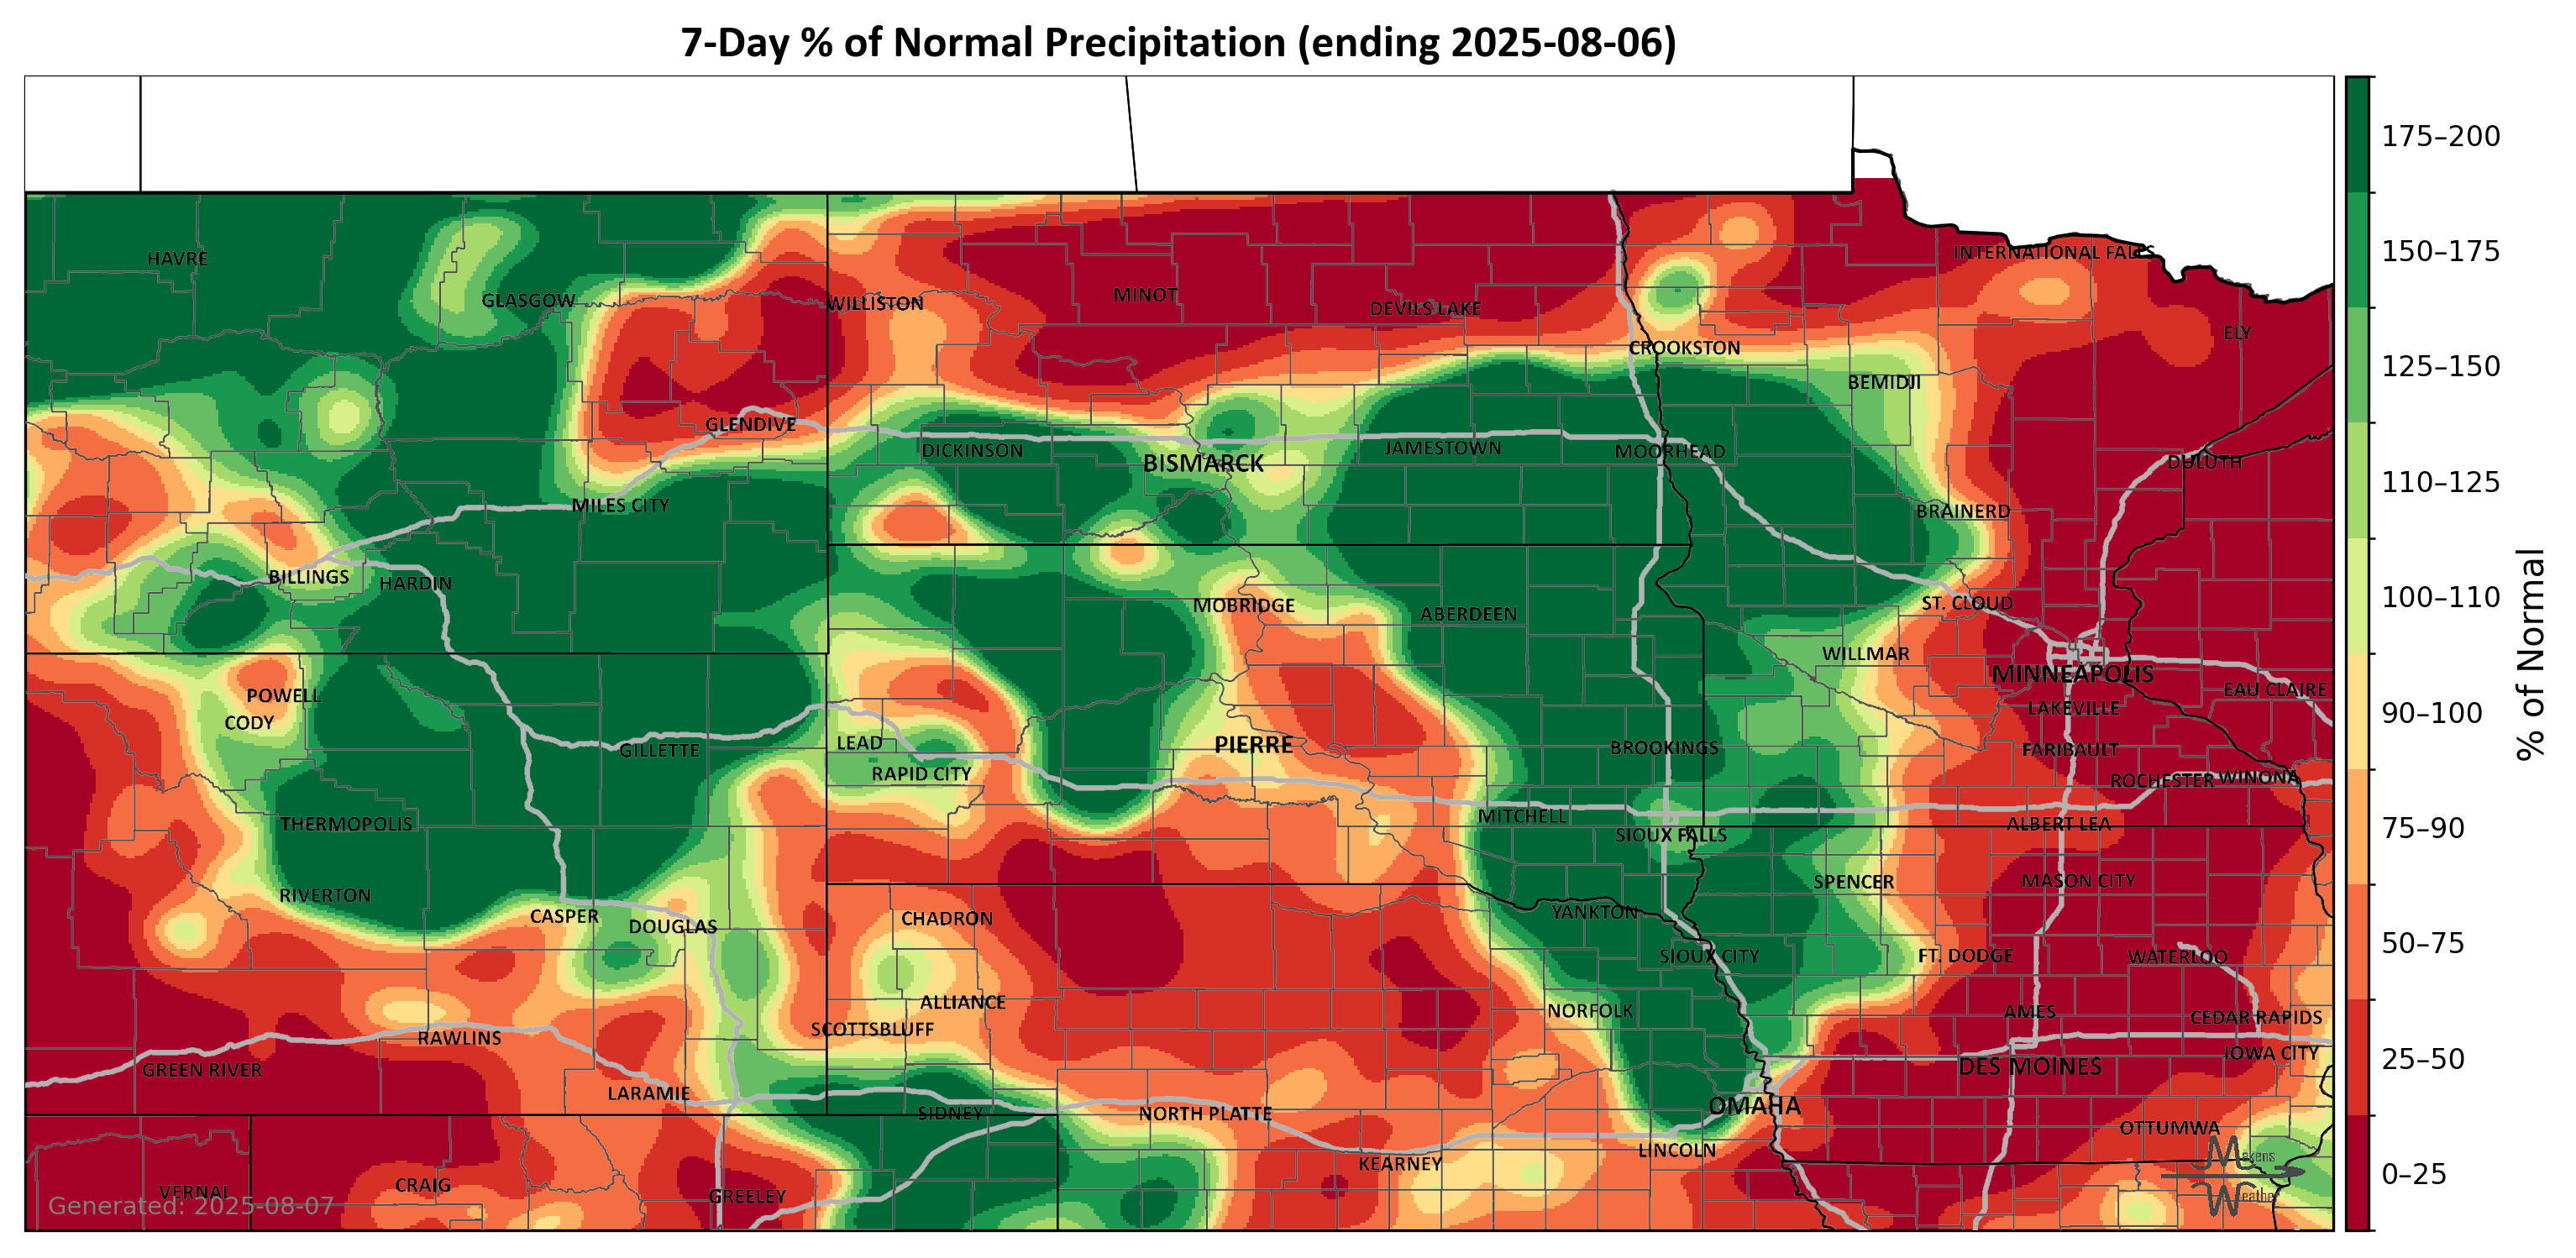 7-Day % of Normal Precipitation (ending 2025-08-06)
175–200
150–175
125–150
110–125
100–110
90–100
75–90
50–75
25–50
0–25
% of Normal
HAVRE
INTERNATIONAL FALLS
GLASGOW
WILLISTON
MINOT
DEVILS LAKE
ELY
CROOKSTON
BEMIDJI
GLENDIVE
DICKINSON
BISMARCK
JAMESTOWN
MOORHEAD
DULUTH
MILES CITY
BRAINERD
BILLINGS
HARDIN
MOBRIDGE
ABERDEEN
ST. CLOUD
WILLMAR
MINNEAPOLIS
POWELL
EAU CLAIRE
CODY
LAKEVILLE
GILLETTE
LEAD
PIERRE
BROOKINGS
FARIBAULT
RAPID CITY
ROCHESTER
WINONA
THERMOPOLIS
MITCHELL
ALBERT LEA
SIOUX FALLS
RIVERTON
SPENCER
MASON CITY
CASPER
DOUGLAS
CHADRON
YANKTON
SIOUX CITY
FT. DODGE
WATERLOO
ALLIANCE
NORFOLK
AMES
CEDAR RAPIDS
SCOTTSBLUFF
RAWLINS
IOWA CITY
GREEN RIVER
DES MOINES
LARAMIE
SIDNEY
NORTH PLATTE
OMAHA
OTTUMWA
LINCOLN
KEARNEY
VERNAL
CRAIG
GREELEY
Generated: 2025-08-07
Makens
Weather